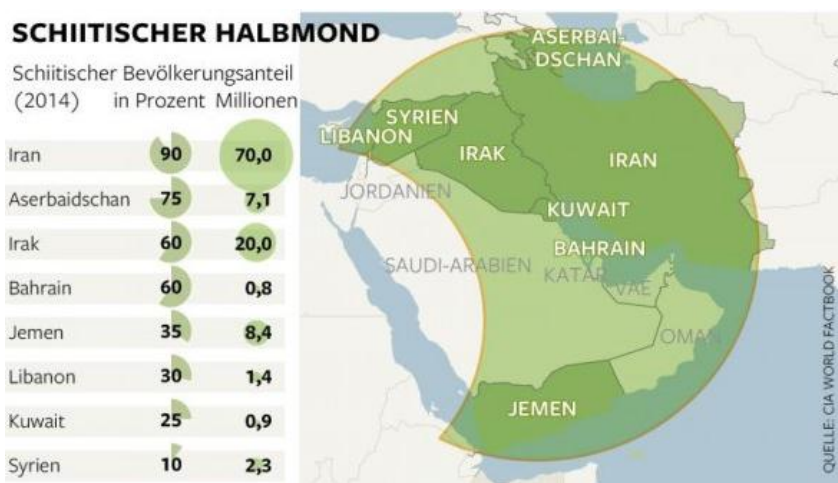 SCHIITISCHER HALBMOND
Schiitischer Bevölkerungsanteil
(2014) in Prozent Millionen
Iran 90 70,0
Aserbaidschan 75 7,1
Irak 60 20,0
Bahrain 60 0,8
Jemen 35 8,4
Libanon 30 1,4
Kuwait 25 0,9
Syrien 10 2,3
ASERBAI-
DSCHAN
SYRIEN
LIBANON
IRAK
IRAN
JORDANIEN
KUWAIT
BAHRAIN
SAUDI-ARABIEN
KATAR
VAE
OMAN
JEMEN
QUELLE: CIA WORLD FACTBOOK